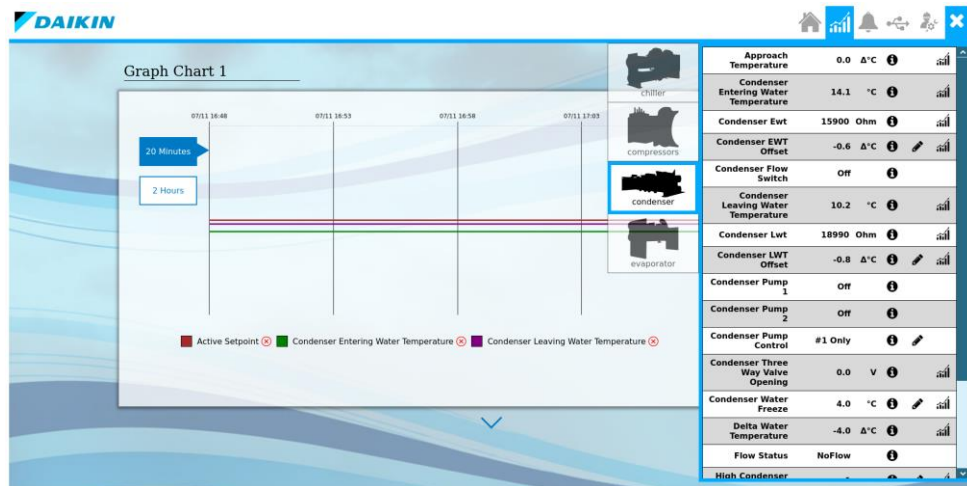 DAIKIN
Graph Chart 1
07/11 16:48
07/11 16:53
07/11 16:58
07/11 17:03
20 Minutes
2 Hours
Active Setpoint
Condenser Entering Water Temperature
Condenser Leaving Water Temperature
chiller
compressors
condenser
evaporator
Approach
Temperature
0.0 Δ°C
Condenser
Entering Water
Temperature
14.1 °C
Condenser Ewt
15900 Ohm
Condenser EWT
Offset
-0.6 Δ°C
Condenser Flow
Switch
Off
Condenser
Leaving Water
Temperature
10.2 °C
Condenser Lwt
18990 Ohm
Condenser LWT
Offset
-0.8 Δ°C
Condenser Pump
1
Off
Condenser Pump
2
Off
Condenser Pump
Control
#1 Only
Condenser Three
Way Valve
Opening
0.0 V
Condenser Water
Freeze
4.0 °C
Delta Water
Temperature
-4.0 Δ°C
Flow Status
NoFlow
High Condenser